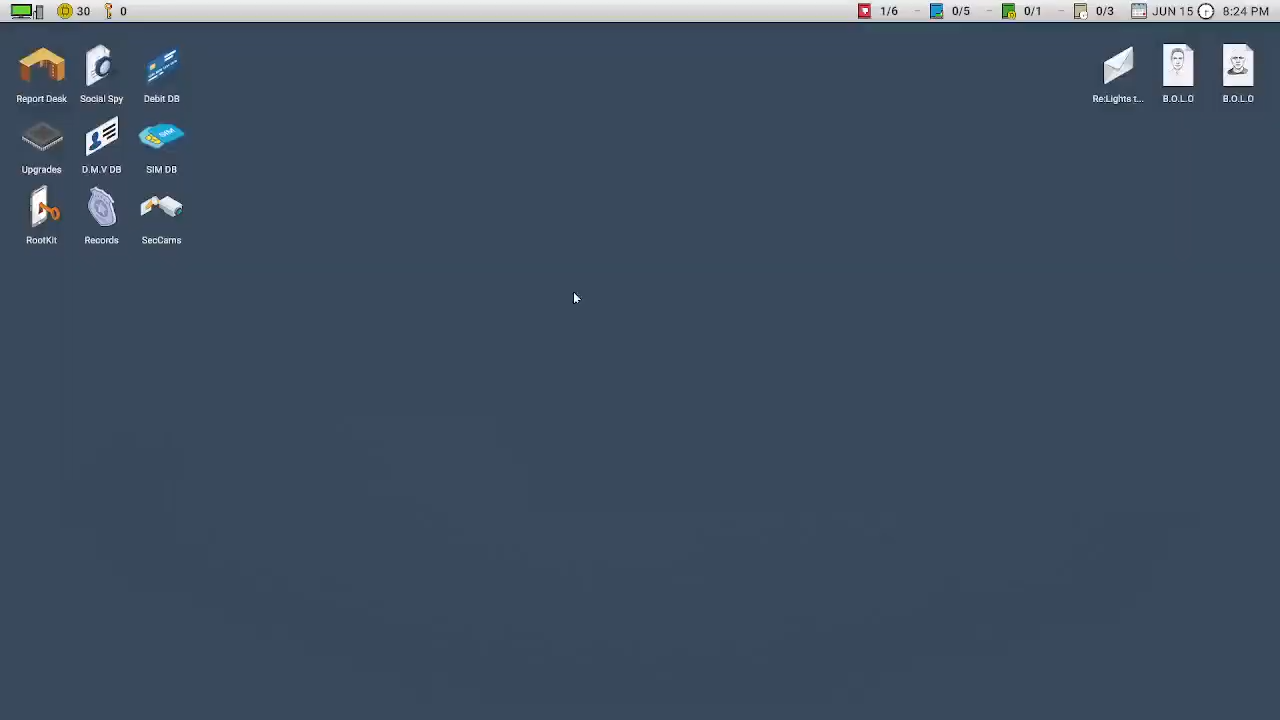 30 0 1/6 0/5 0/1 0/3 JUN 15 8:24 PM
Report Desk Social Spy Debit DB Re:Lights t... B.O.L.O B.O.L.O
Upgrades D.M.V DB SIM DB
RootKit Records SecCams